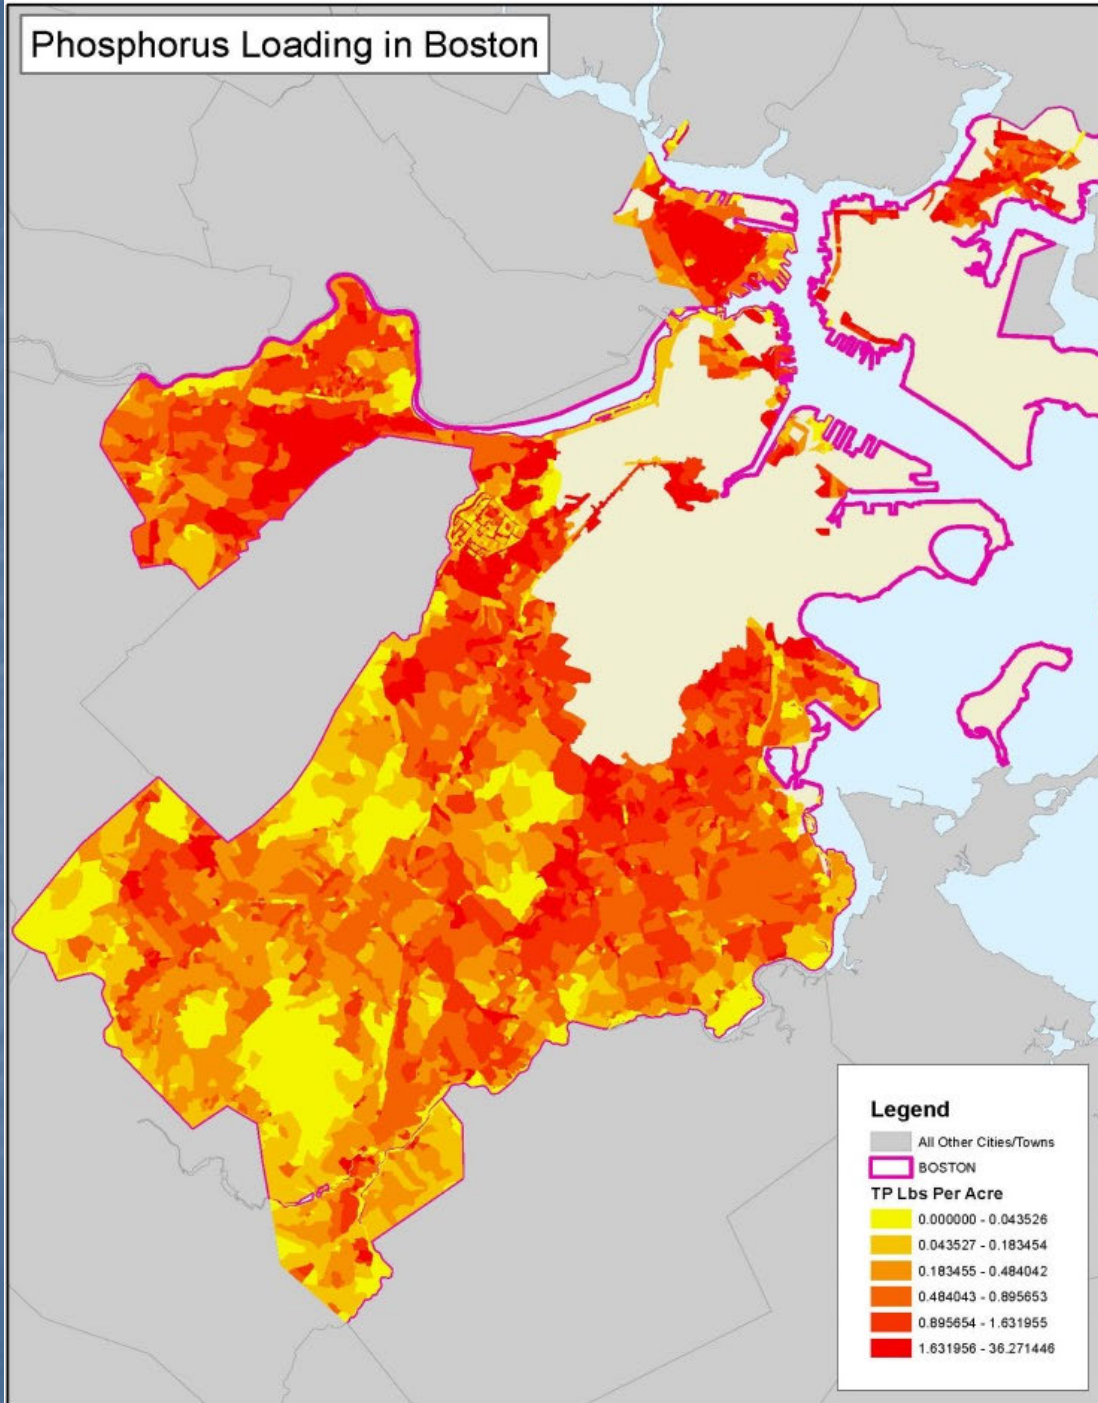 Phosphorus Loading in Boston
Legend
All Other Cities/Towns
BOSTON
TP Lbs Per Acre
0.000000 - 0.043526
0.043527 - 0.183454
0.183455 - 0.484042
0.484043 - 0.895653
0.895654 - 1.631955
1.631956 - 36.271446